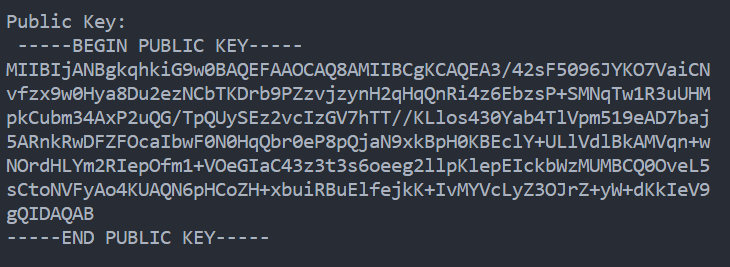 Public Key:
-----BEGIN PUBLIC KEY-----
MIIBIjANBgkqhkiG9w0BAQEFAAOCAQ8AMIIBCgKCAQEA3/42sF5096JYKO7VaiCN
vfzx9w0Hya8Du2ezNCbTKDrb9PZzvjzynH2qHqQnRi4z6EbzsP+SMNqTw1R3uUHM
pkCubm34AxP2uQG/TpQUySEz2vcIzGV7hTT//KLlos430Yab4TlVpm519eAD7baj
5ARnkRwDFZFOcaIbwF0N0HqQbr0eP8pQjaN9xkBpH0KBEclY+ULlVdlBkAMVqn+w
NOrdHLYm2RIepOfm1+VOeGIaC43z3t3s6oeeg2llpKlepEIckbWzMUMBCQ0OveL5
sCtoNVFyAo4KUAQN6pHCoZH+xbuiRBuElfejkK+IvMYVcLyZ3OJrZ+yW+dKkIeV9
gQIDAQAB
-----END PUBLIC KEY-----